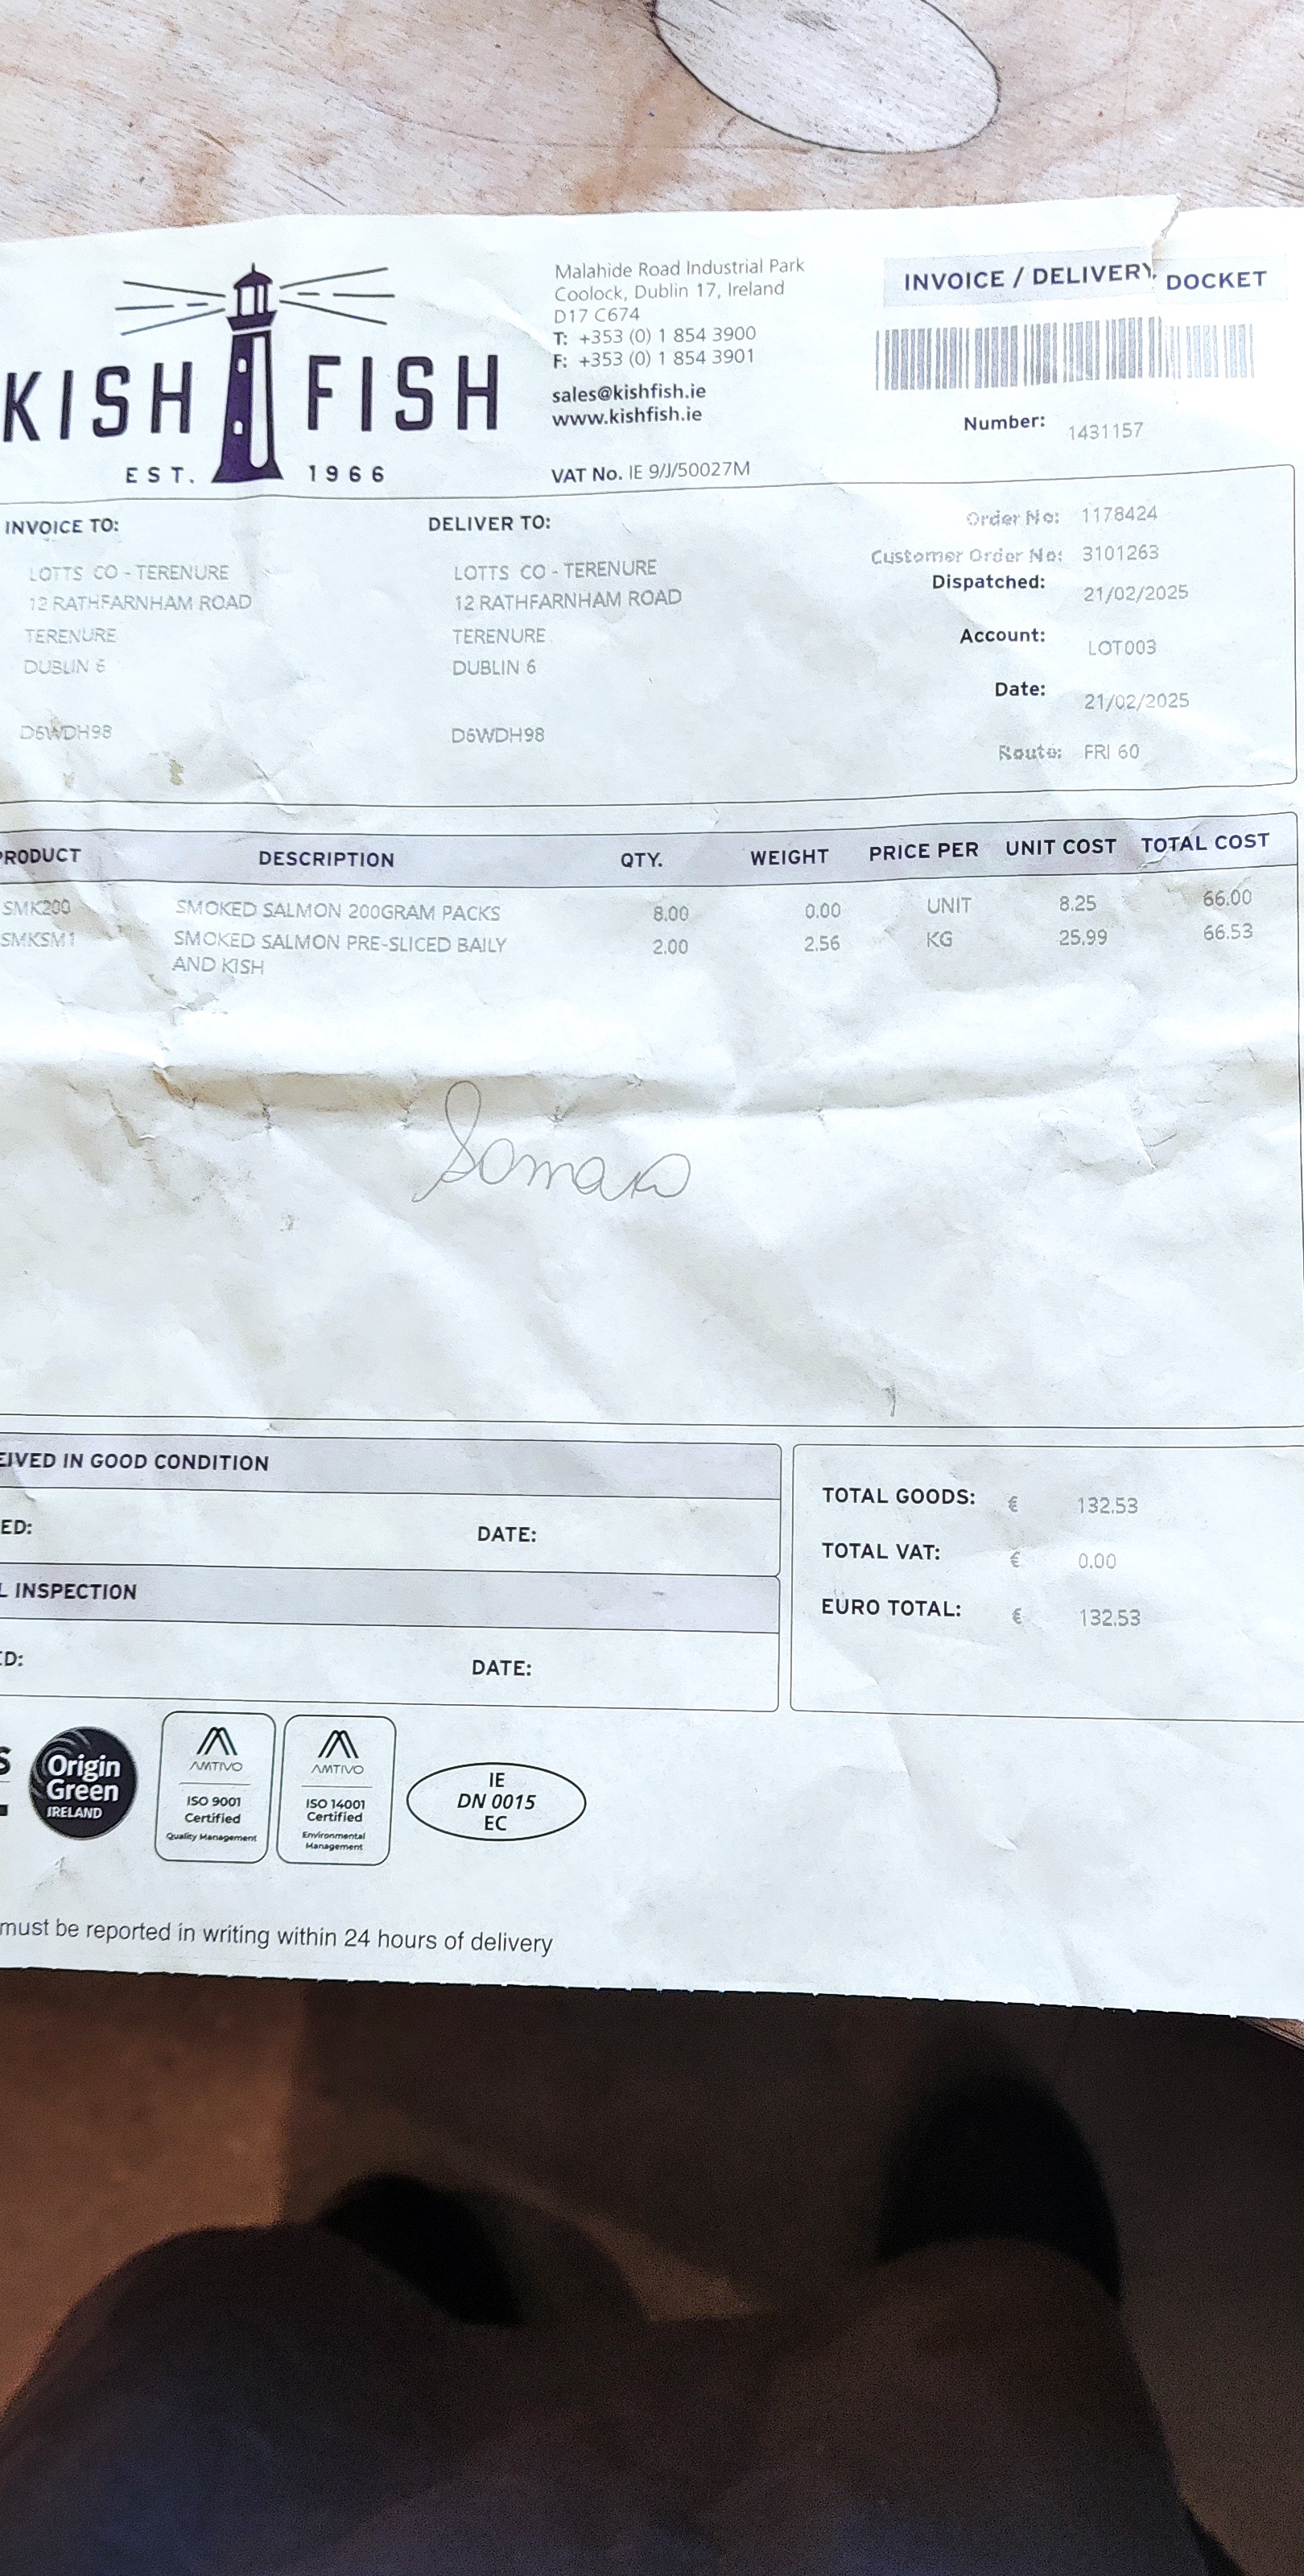 KISH FISH
EST. 1966
Malahide Road Industrial Park
Coolock, Dublin 17, Ireland
D17 C674
T: +353 (0) 1 854 3900
F: +353 (0) 1 854 3901
sales@kishfish.ie
www.kishfish.ie
VAT No. IE 9/J/50027M
INVOICE / DELIVERY DOCKET
Number: 1431157
INVOICE TO:
LOTTS CO - TERENURE
12 RATHFARNHAM ROAD
TERENURE
DUBLIN 6
D6WDH98
DELIVER TO:
LOTTS CO - TERENURE
12 RATHFARNHAM ROAD
TERENURE
DUBLIN 6
D6WDH98
Order No: 1178424
Customer Order No: 3101263
Dispatched: 21/02/2025
Account: LOT003
Date: 21/02/2025
Route: FRI 60
PRODUCT DESCRIPTION QTY. WEIGHT PRICE PER UNIT COST TOTAL COST
SMK200 SMOKED SALMON 200GRAM PACKS 8.00 0.00 UNIT 8.25 66.00
SMKSM1 SMOKED SALMON PRE-SLICED BAILY 2.00 2.56 KG 25.99 66.53
AND KISH
EIVED IN GOOD CONDITION
ED: DATE:
L INSPECTION
ED: DATE:
TOTAL GOODS: € 132.53
TOTAL VAT: € 0.00
EURO TOTAL: € 132.53
Origin
Green
IRELAND
AMTIVO
ISO 9001
Certified
Quality Management
AMTIVO
ISO 14001
Certified
Environmental
Management
IE
DN 0015
EC
must be reported in writing within 24 hours of delivery